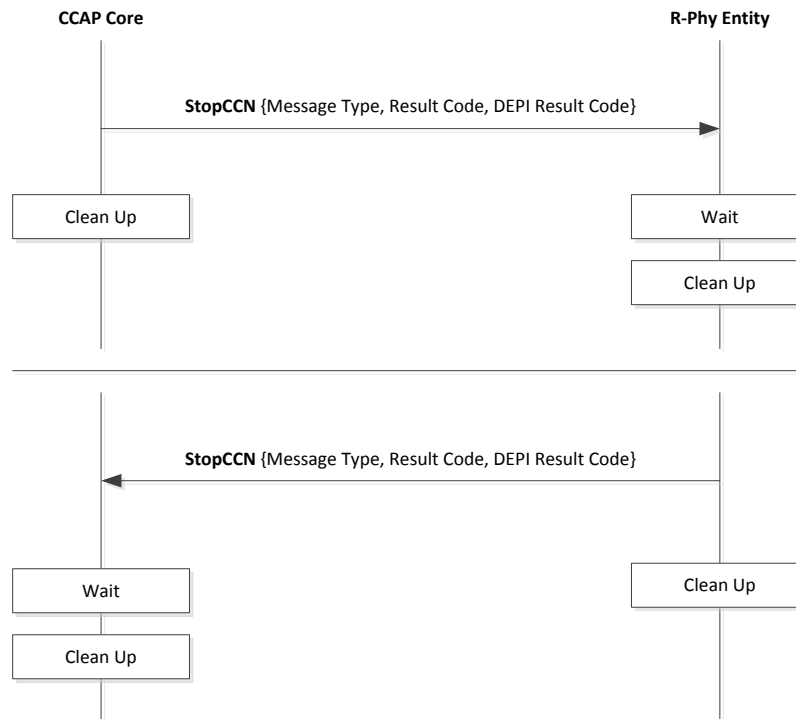 CCAP Core
R-Phy Entity
StopCCN {Message Type, Result Code, DEPI Result Code}
Clean Up
Wait
Clean Up
StopCCN {Message Type, Result Code, DEPI Result Code}
Wait
Clean Up
Clean Up